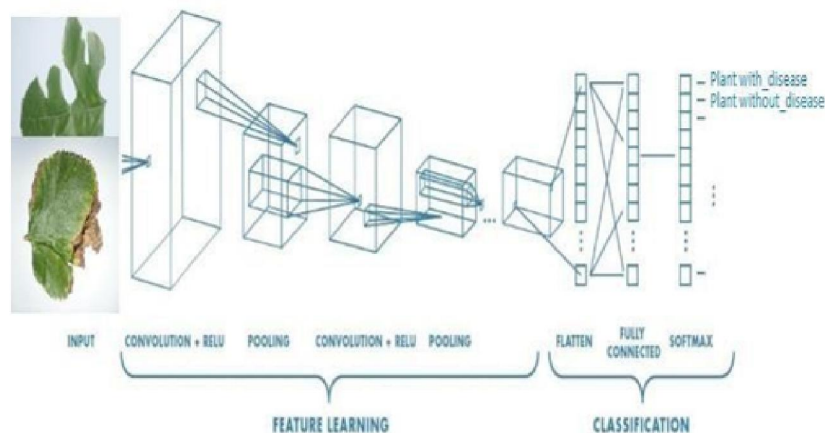 Plant with_disease
Plant without_disease
INPUT CONVOLUTION + RELU POOLING CONVOLUTION + RELU POOLING FLATTEN FULLY CONNECTED SOFTMAX
FEATURE LEARNING CLASSIFICATION